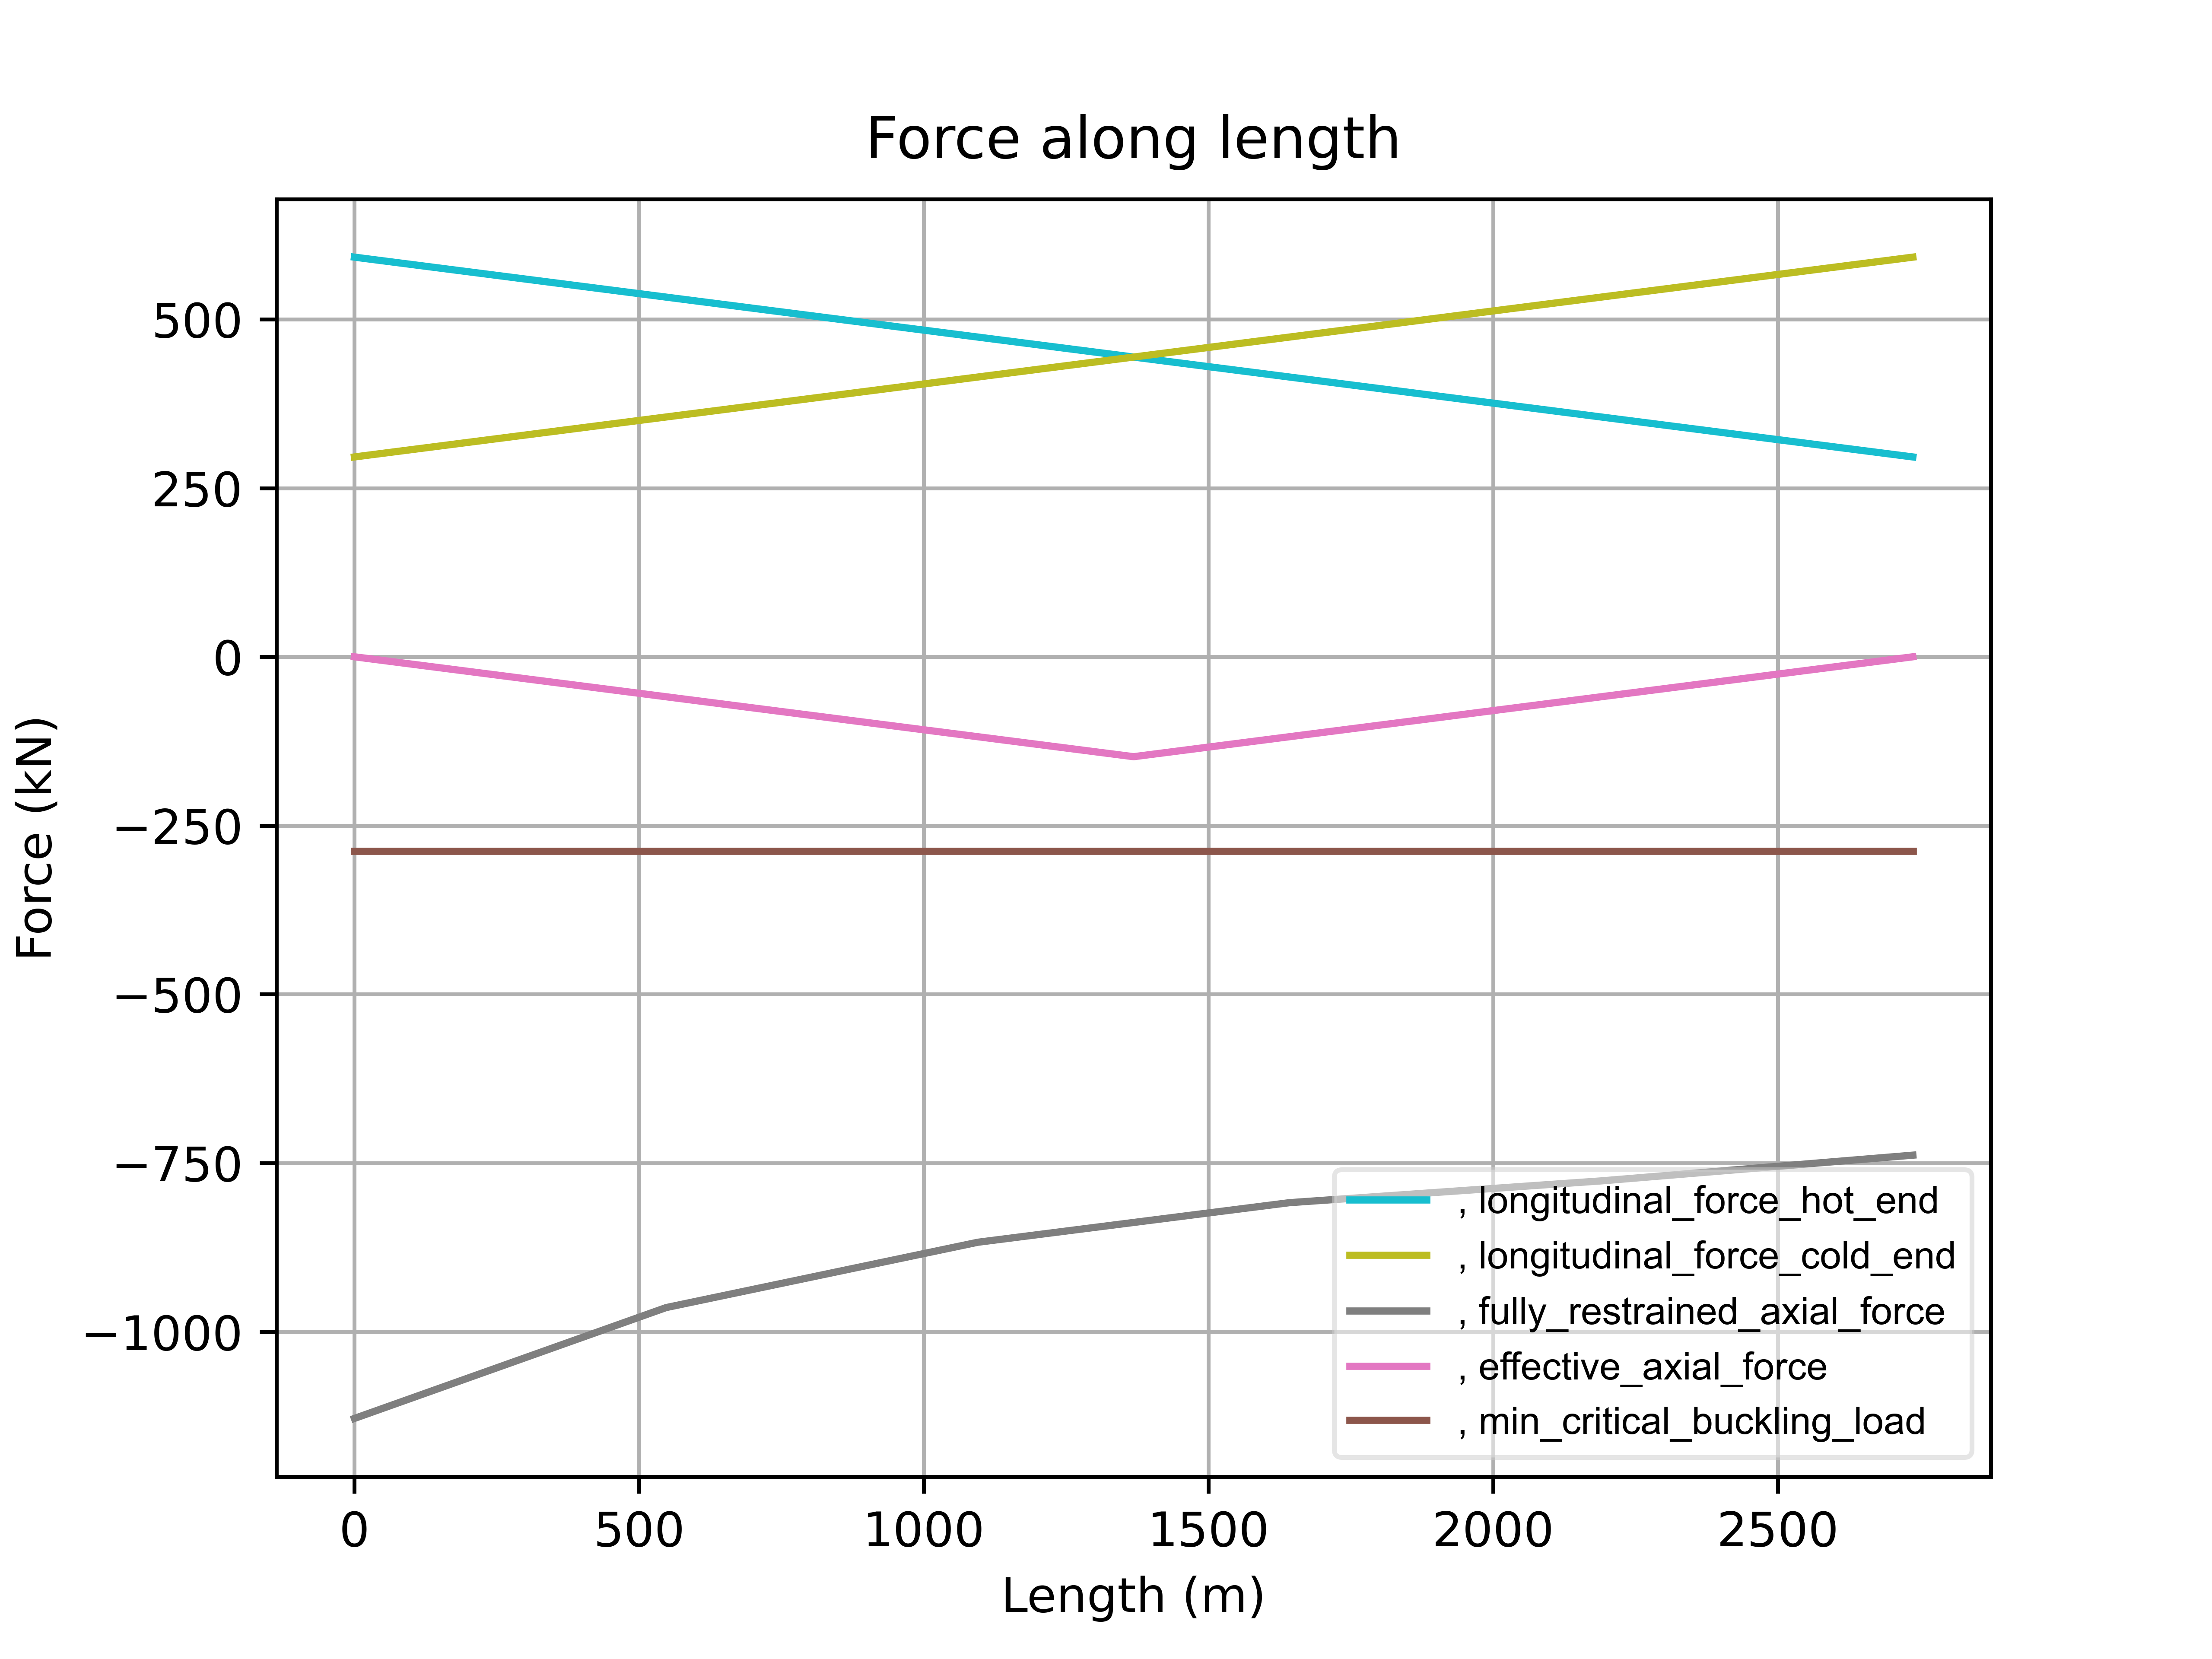 Force along length
500
250
0
−250
−500
−750
−1000
Force (kN)
, longitudinal_force_hot_end
, longitudinal_force_cold_end
, fully_restrained_axial_force
, effective_axial_force
, min_critical_buckling_load
0 500 1000 1500 2000 2500
Length (m)